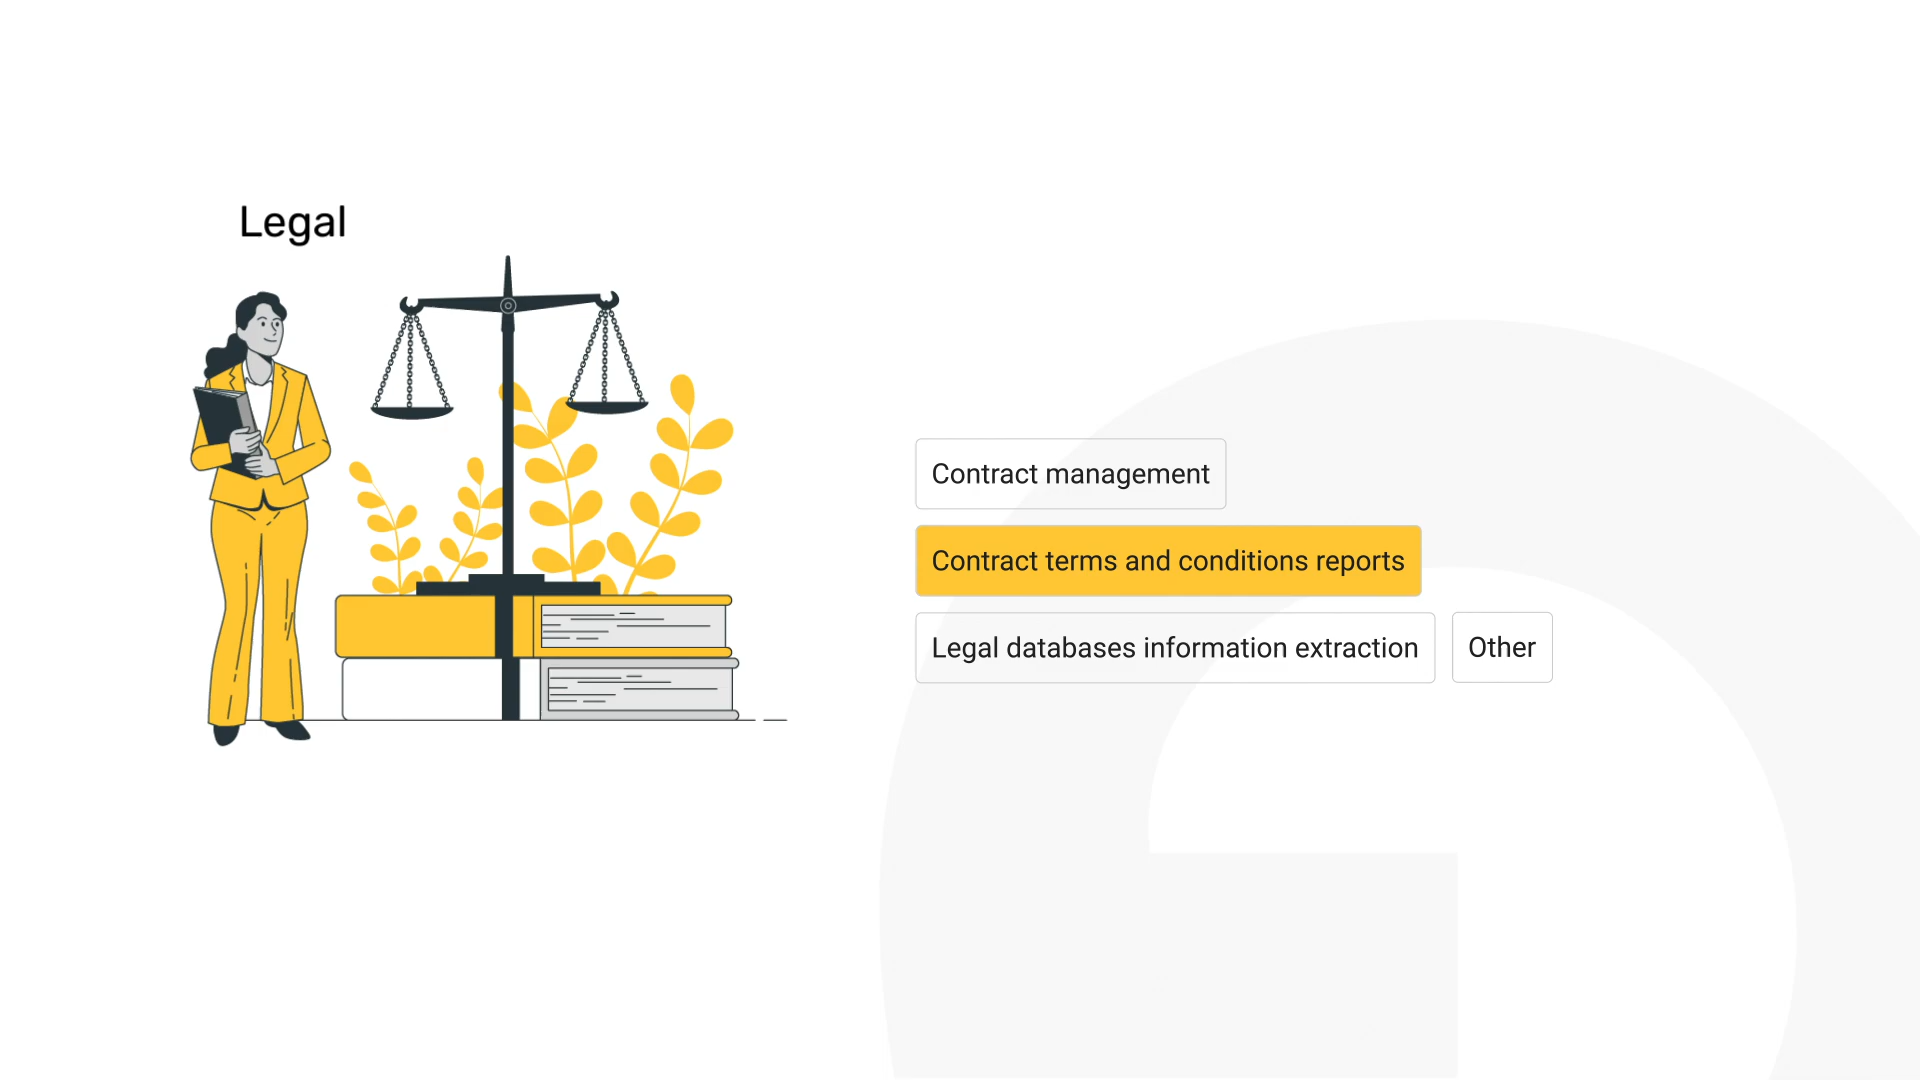 Legal
Contract management
Contract terms and conditions reports
Legal databases information extraction
Other